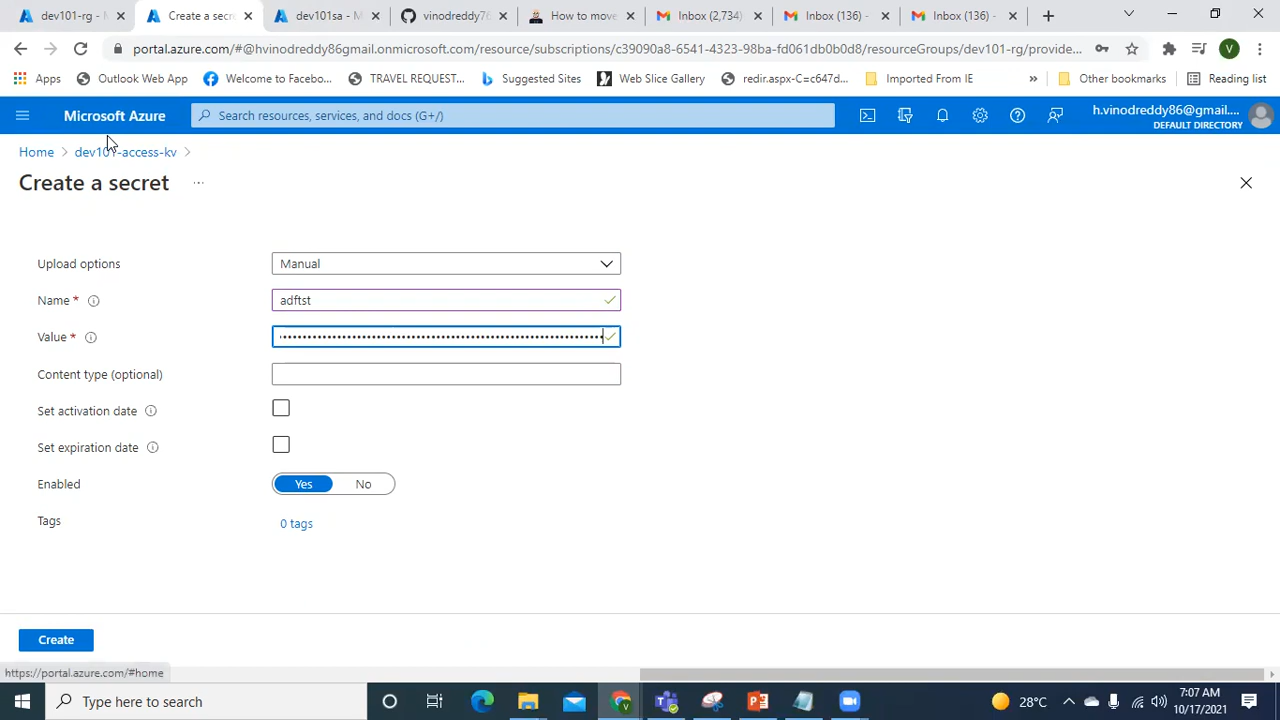 dev101-rg - M
Create a secre
dev101sa - M
vinodreddy76
How to move
Inbox (2,734)
Inbox (136) -
Inbox (136) -
portal.azure.com/#@hvinodreddy86gmail.onmicrosoft.com/resource/subscriptions/c39090a8-6541-4323-98ba-fd061db0b0d8/resourceGroups/dev101-rg/provide...
V
Apps
Outlook Web App
Welcome to Facebo...
TRAVEL REQUEST...
Suggested Sites
Web Slice Gallery
redir.aspx-C=c647d...
Imported From IE
»
Other bookmarks
Reading list
Microsoft Azure
Search resources, services, and docs (G+/)
h.vinodreddy86@gmail....
DEFAULT DIRECTORY
Home > dev101-access-kv >
Create a secret ...
Upload options
Manual
Name *
adftst
Value *
Content type (optional)
Set activation date
Set expiration date
Enabled
Yes
No
Tags
0 tags
Create
https://portal.azure.com/#home
Type here to search
28°C
7:07 AM
10/17/2021